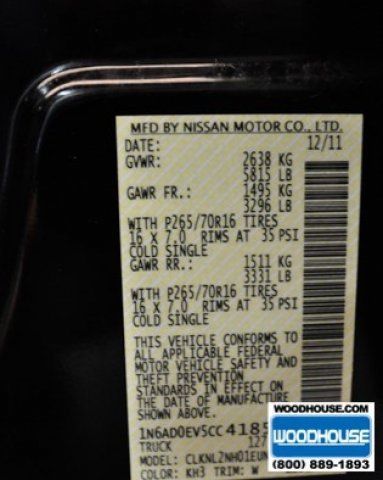 MFD BY NISSAN MOTOR CO., LTD.
DATE: 12/11
GVWR: 2638 KG
5815 LB
GAWR FR.: 1495 KG
3296 LB
WITH P265/70R16 TIRES
16 X 7.0 RIMS AT 35 PSI
COLD SINGLE
GAWR RR.: 1511 KG
3331 LB
WITH P265/70R16 TIRES
16 X 7.0 RIMS AT 35 PSI
COLD SINGLE
THIS VEHICLE CONFORMS TO
ALL APPLICABLE FEDERAL
MOTOR VEHICLE SAFETY AND
THEFT PREVENTION
STANDARDS IN EFFECT ON
THE DATE OF MANUFACTURE
SHOWN ABOVE.
1N6AD0EV5CC4185
TRUCK 127
MODEL: CLKNL2NH01EUN
COLOR: KH3 TRIM: W
WOODHOUSE.COM
WOODHOUSE
(800) 889-1893